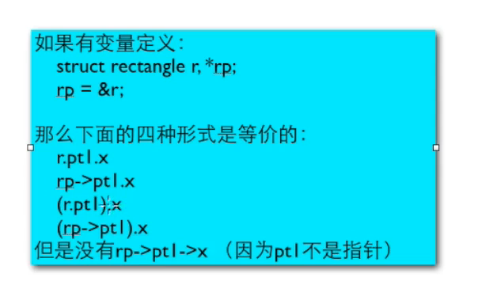 如果有变量定义：
struct rectangle r, *rp;
rp = &r;
那么下面的四种形式是等价的：
r.pt1.x
rp->pt1.x
(r.pt1).x
(rp->pt1).x
但是没有rp->pt1->x （因为pt1不是指针）